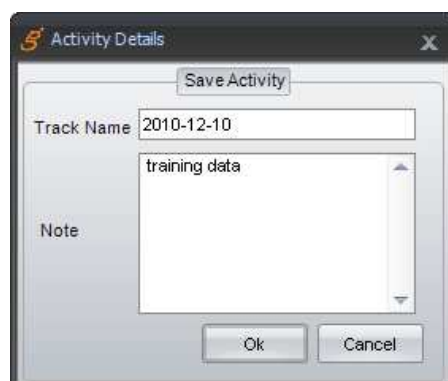 Activity Details
Save Activity
Track Name 2010-12-10
Note training data
Ok Cancel